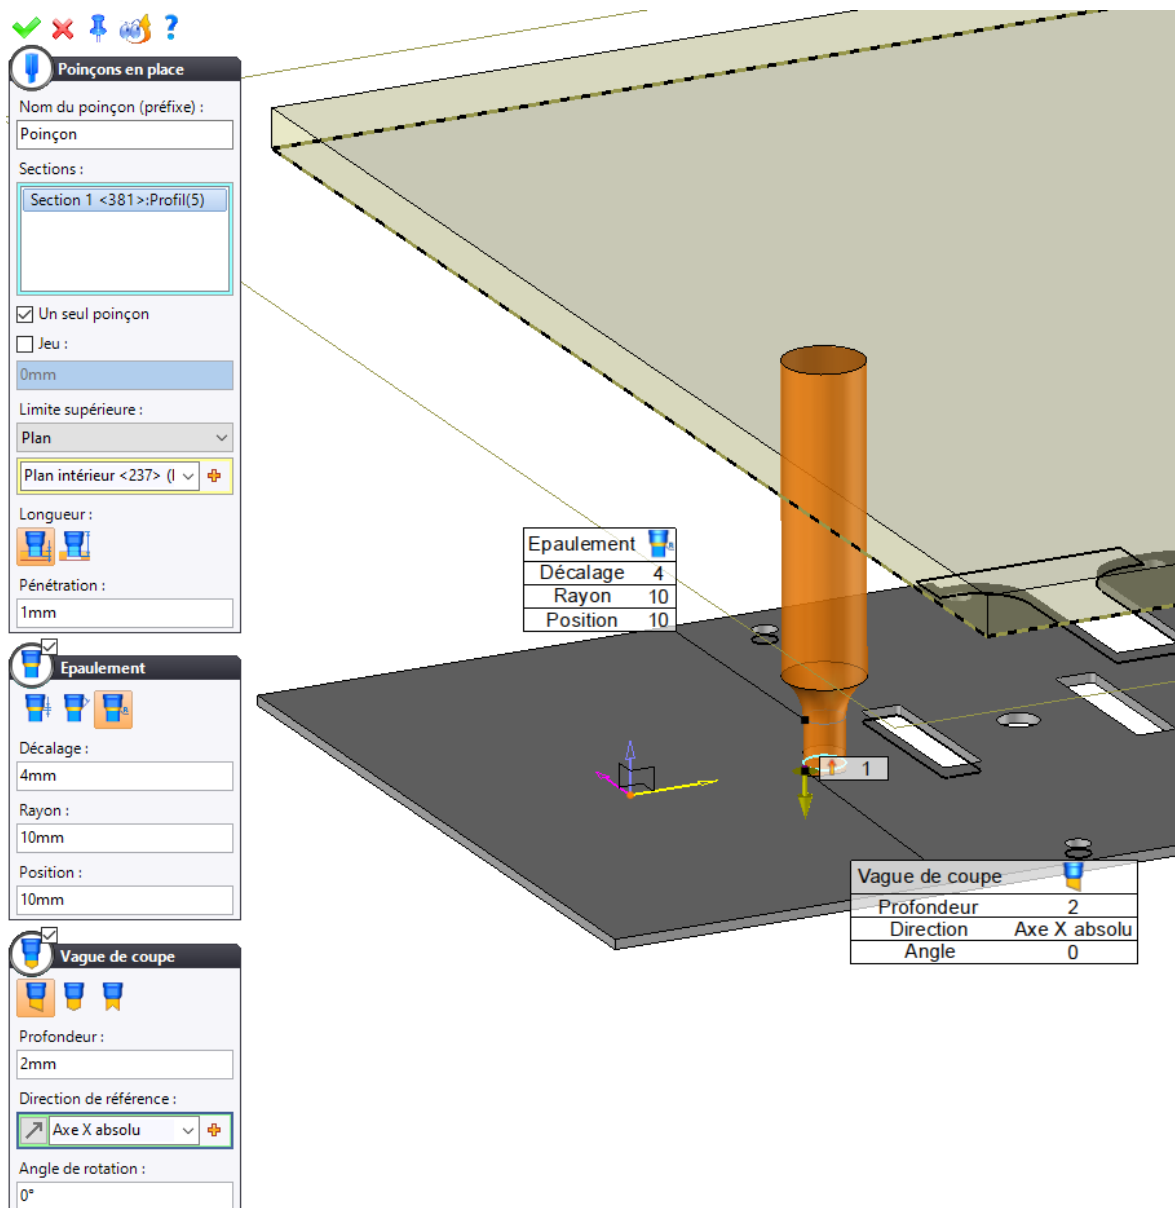 ?
Poinçons en place
Nom du poinçon (préfixe) :
Poinçon
Sections :
Section 1 <381>:Profil(5)
Un seul poinçon
Jeu :
0mm
Limite supérieure :
Plan
Plan intérieur <237> (I
Longueur :
Pénétration :
1mm
Epaulement
Décalage :
4mm
Rayon :
10mm
Position :
10mm
Vague de coupe
Profondeur :
2mm
Direction de référence :
Axe X absolu
Angle de rotation :
0°
Epaulement
Décalage 4
Rayon 10
Position 10
1
Vague de coupe
Profondeur 2
Direction Axe X absolu
Angle 0